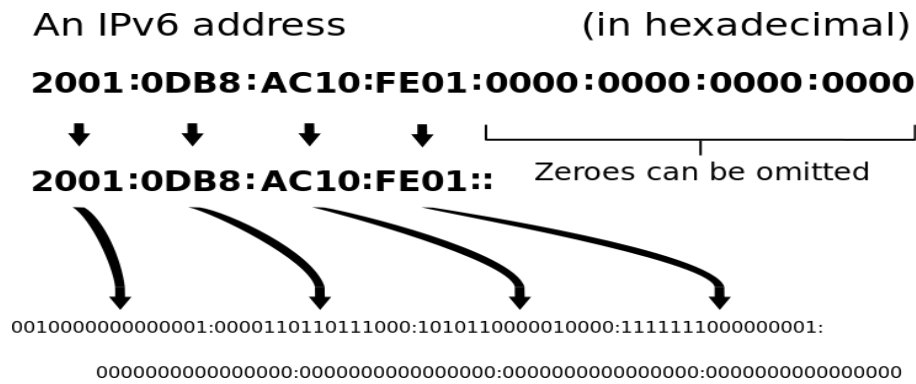 An IPv6 address (in hexadecimal)
2001:0DB8:AC10:FE01:0000:0000:0000:0000
Zeroes can be omitted
2001:0DB8:AC10:FE01::
0010000000000001:0000110110111000:1010110000010000:1111111000000001:
0000000000000000:0000000000000000:0000000000000000:0000000000000000